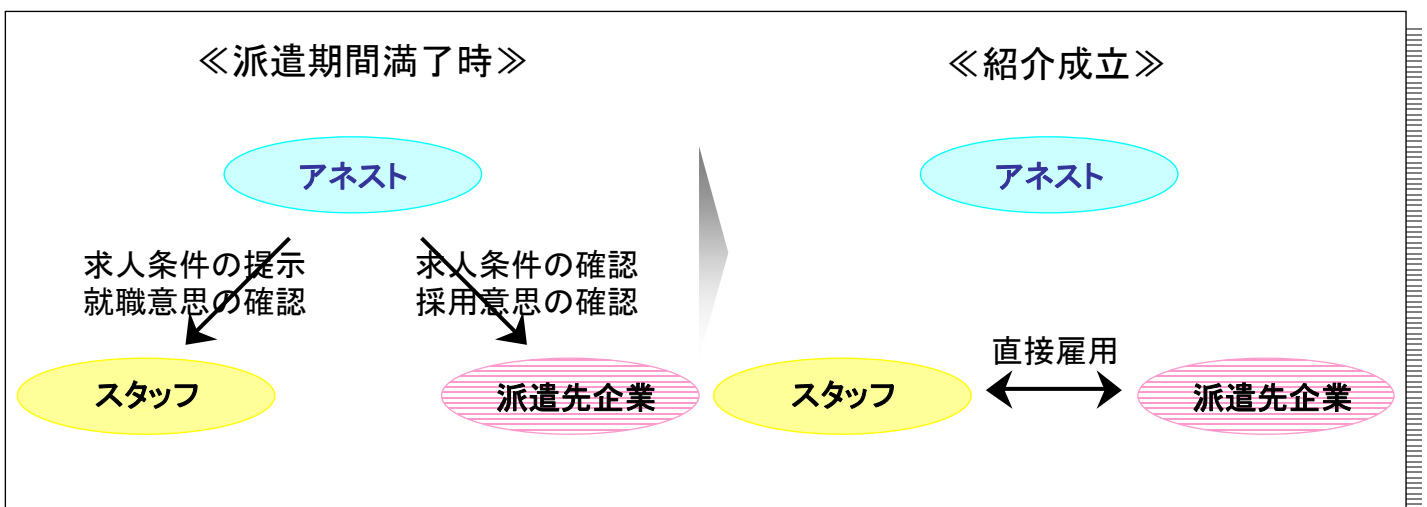 ≪派遣期間満了時≫
アネスト
求人条件の提示
就職意思の確認
求人条件の確認
採用意思の確認
スタッフ
派遣先企業
≪紹介成立≫
アネスト
直接雇用
スタッフ
派遣先企業